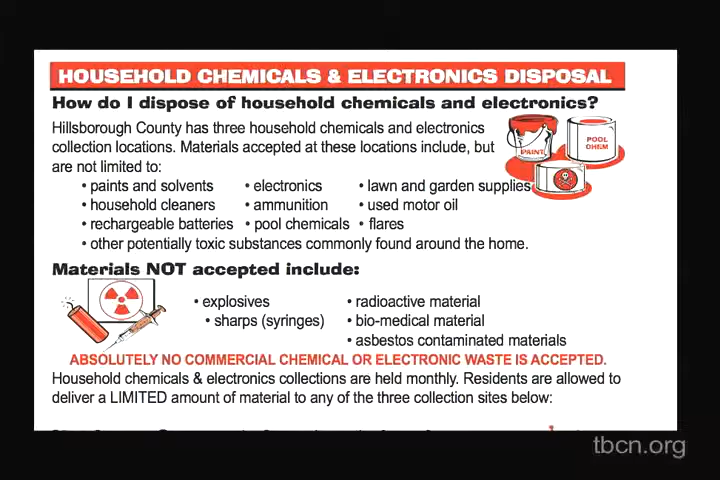 HOUSEHOLD CHEMICALS & ELECTRONICS DISPOSAL
How do I dispose of household chemicals and electronics?
Hillsborough County has three household chemicals and electronics
collection locations. Materials accepted at these locations include, but
are not limited to:
PAINT
POOL
CHEM
• paints and solvents • electronics • lawn and garden supplies
• household cleaners • ammunition • used motor oil
• rechargeable batteries • pool chemicals • flares
• other potentially toxic substances commonly found around the home.
Materials NOT accepted include:
• explosives • radioactive material
• sharps (syringes) • bio-medical material
• asbestos contaminated materials
ABSOLUTELY NO COMMERCIAL CHEMICAL OR ELECTRONIC WASTE IS ACCEPTED.
Household chemicals & electronics collections are held monthly. Residents are allowed to
deliver a LIMITED amount of material to any of the three collection sites below:
tbcn.org